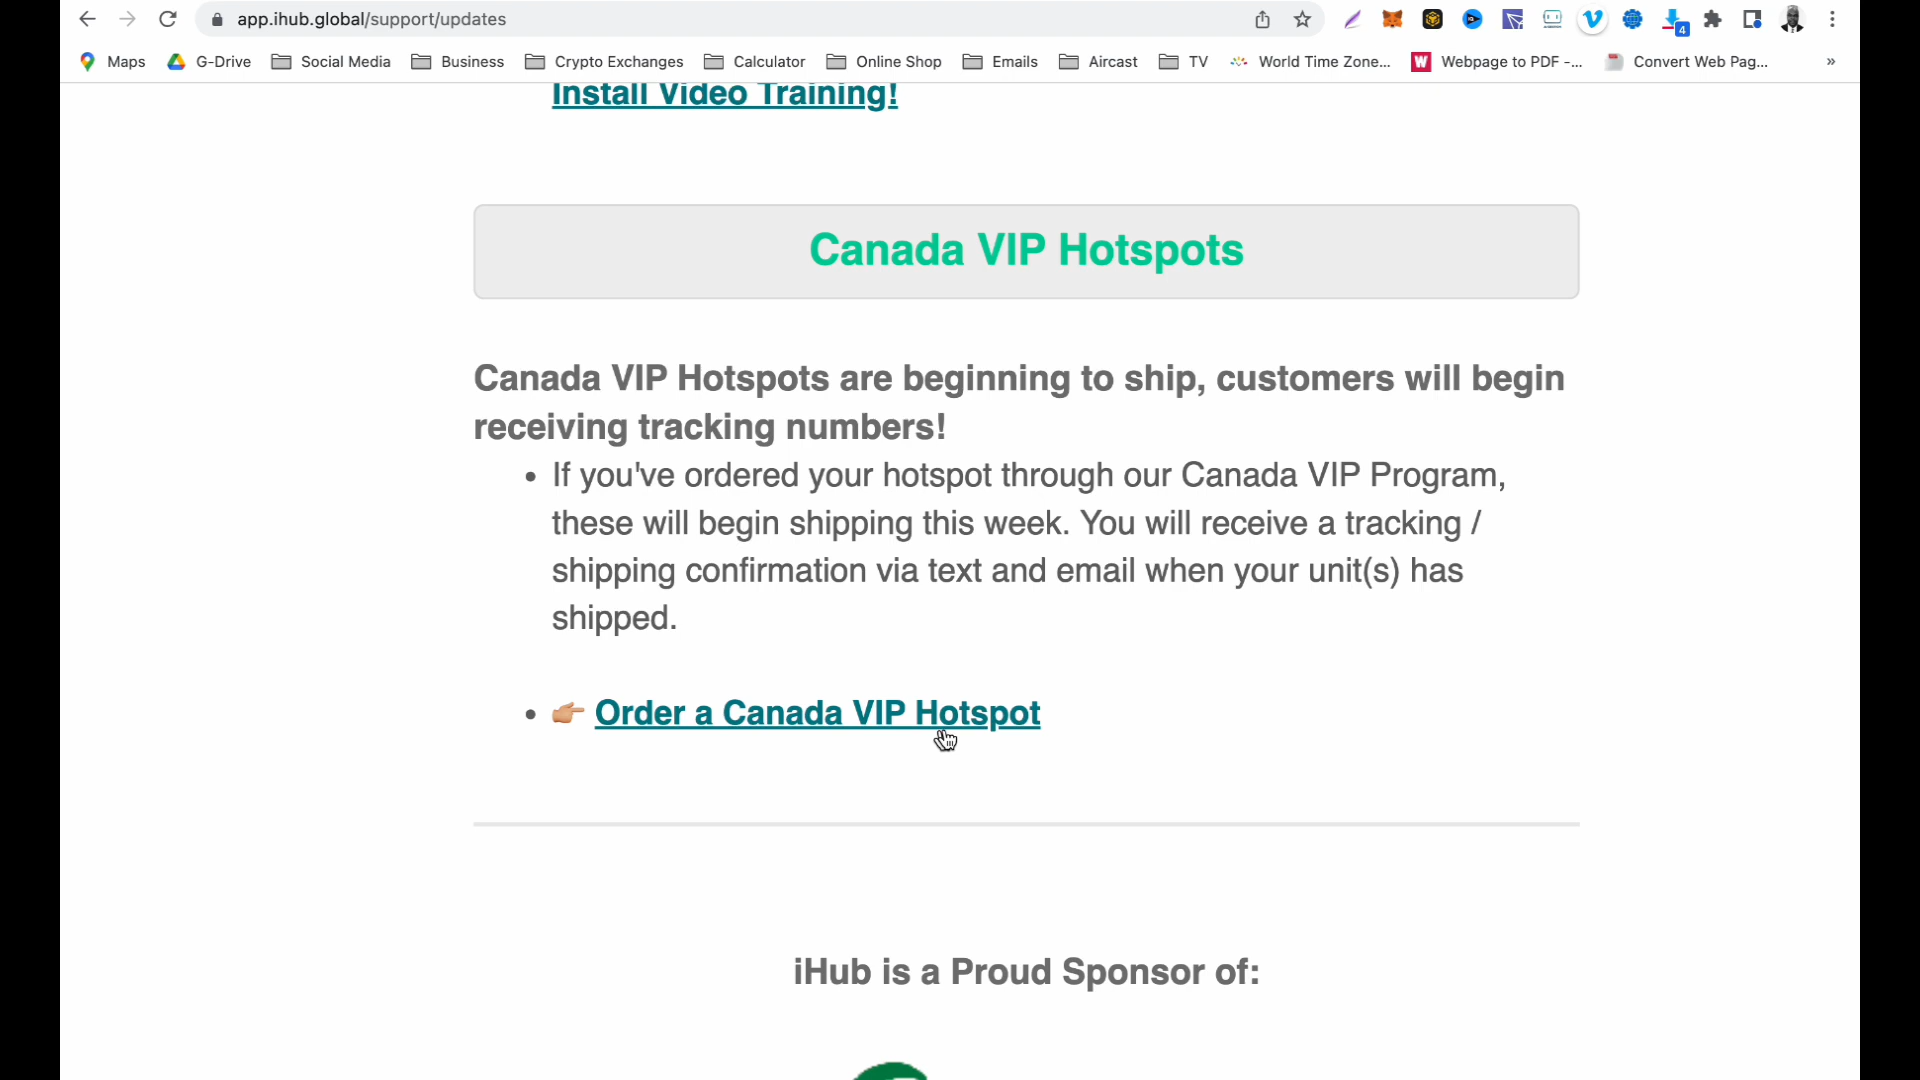 app.ihub.global/support/updates
4
Maps G-Drive Social Media Business Crypto Exchanges Calculator Online Shop Emails Aircast TV World Time Zone... W Webpage to PDF -... Convert Web Pag... »
Install Video Training!
Canada VIP Hotspots
Canada VIP Hotspots are beginning to ship, customers will begin
receiving tracking numbers!
• If you've ordered your hotspot through our Canada VIP Program,
these will begin shipping this week. You will receive a tracking /
shipping confirmation via text and email when your unit(s) has
shipped.
• 👉 Order a Canada VIP Hotspot
iHub is a Proud Sponsor of: